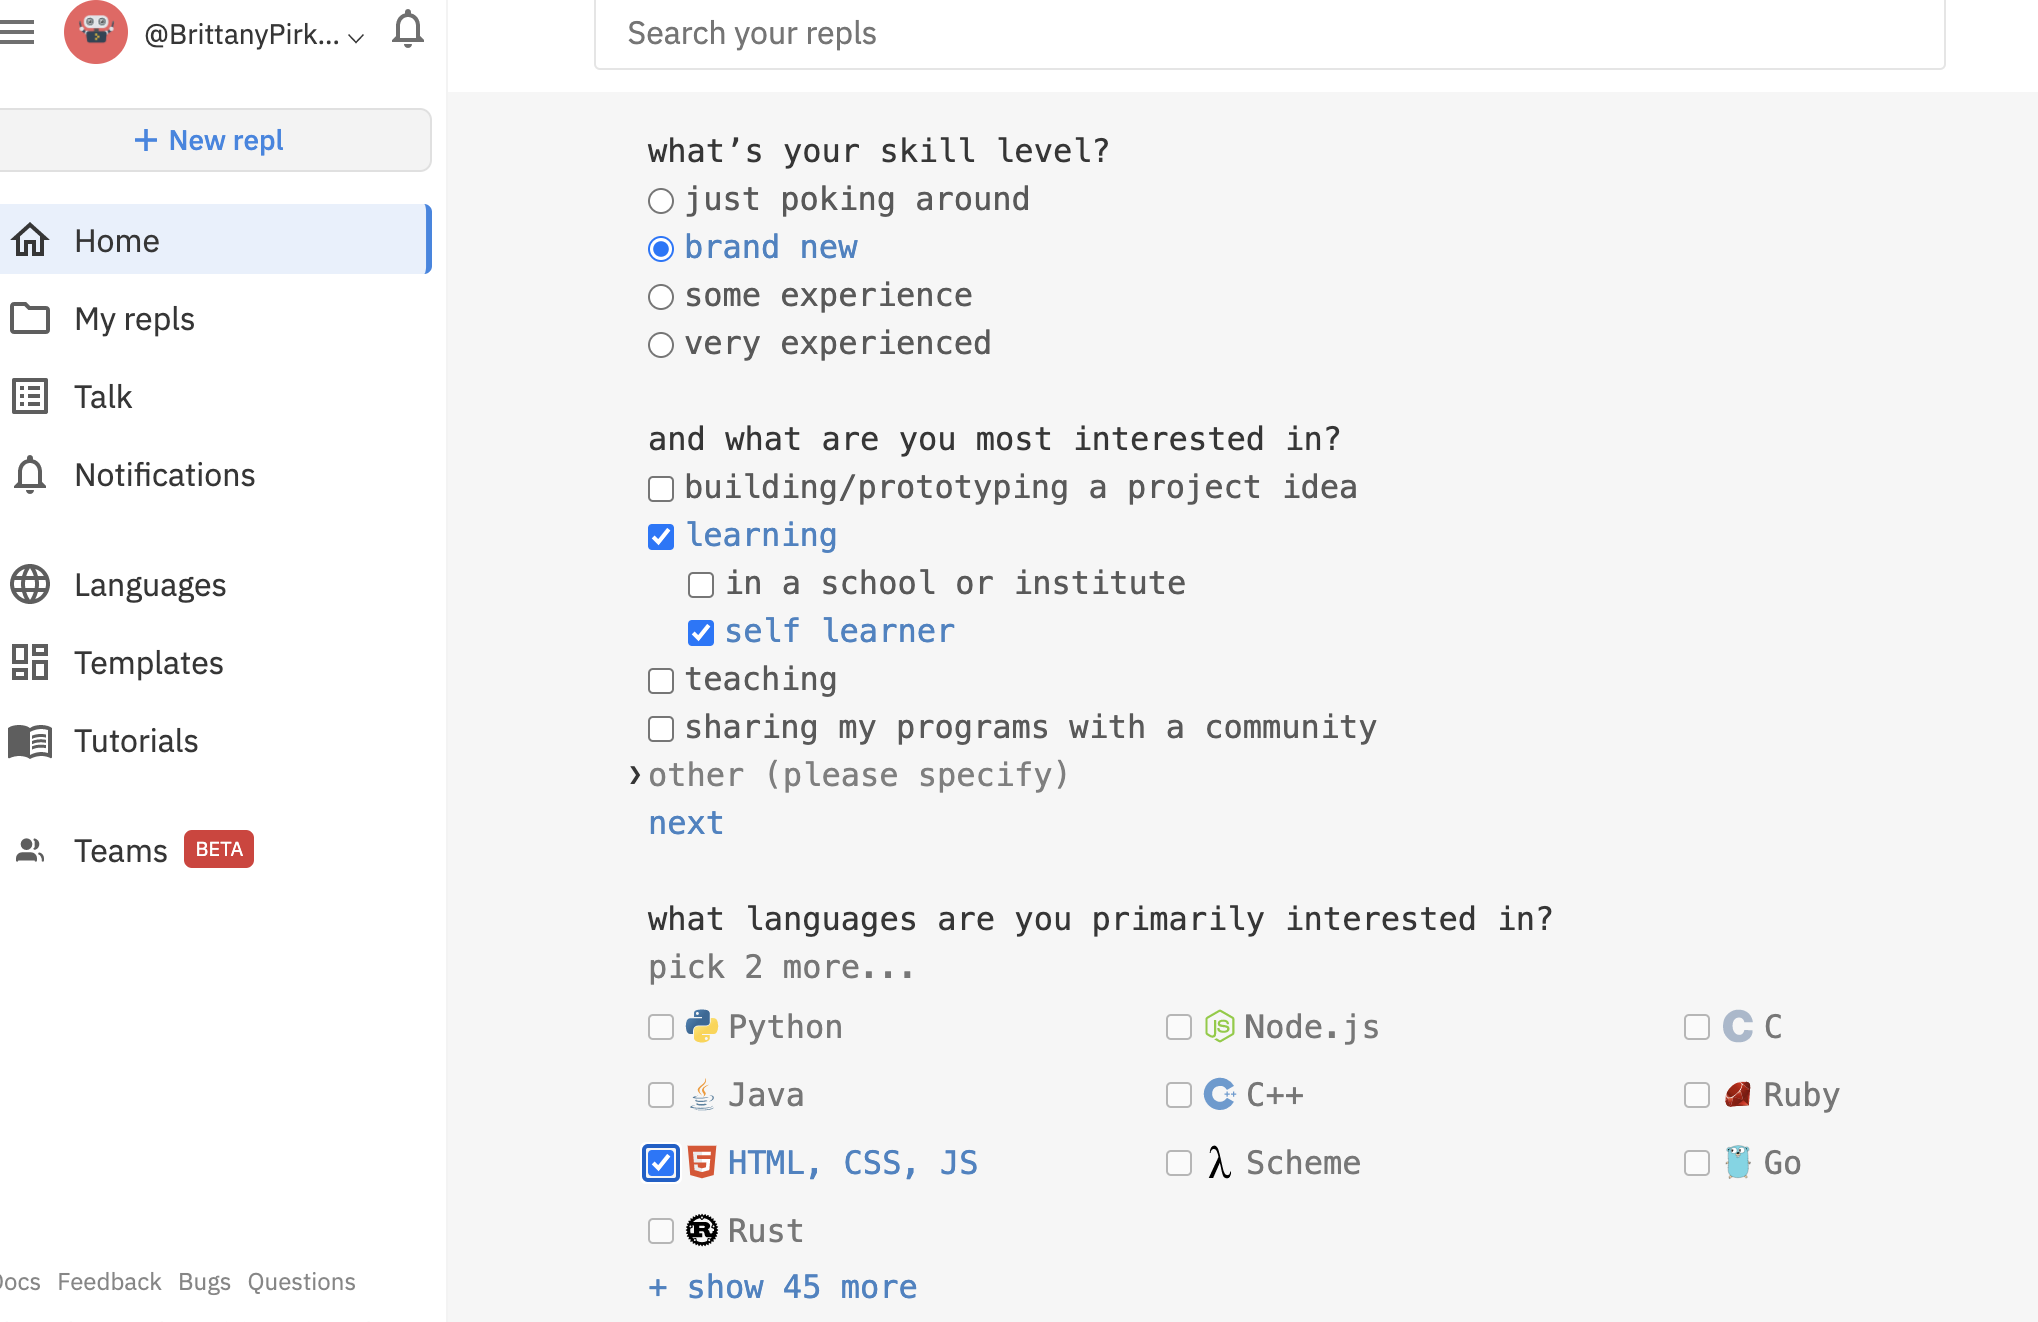 @BrittanyPirk...
Search your repls
+ New repl
Home
My repls
Talk
Notifications
Languages
Templates
Tutorials
Teams BETA
Feedback Bugs Questions
what’s your skill level?
just poking around
brand new
some experience
very experienced
and what are you most interested in?
building/prototyping a project idea
learning
in a school or institute
self learner
teaching
sharing my programs with a community
other (please specify)
next
what languages are you primarily interested in?
pick 2 more...
Python
Node.js
C
Java
C++
Ruby
HTML, CSS, JS
Scheme
Go
Rust
+ show 45 more